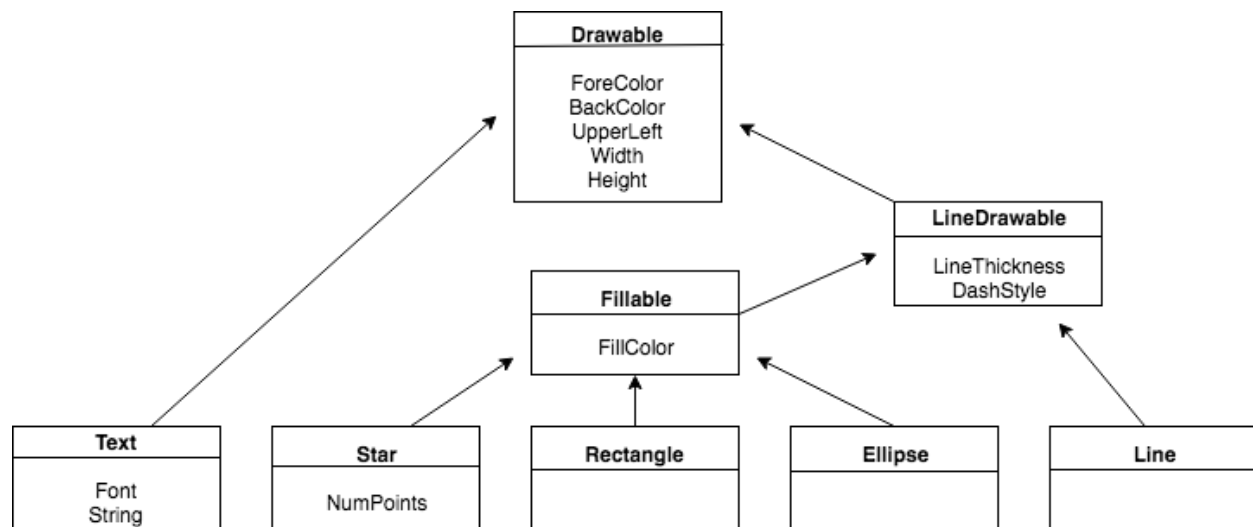 Drawable
ForeColor
BackColor
UpperLeft
Width
Height
LineDrawable
LineThickness
DashStyle
Fillable
FillColor
Text
Font
String
Star
NumPoints
Rectangle
Ellipse
Line